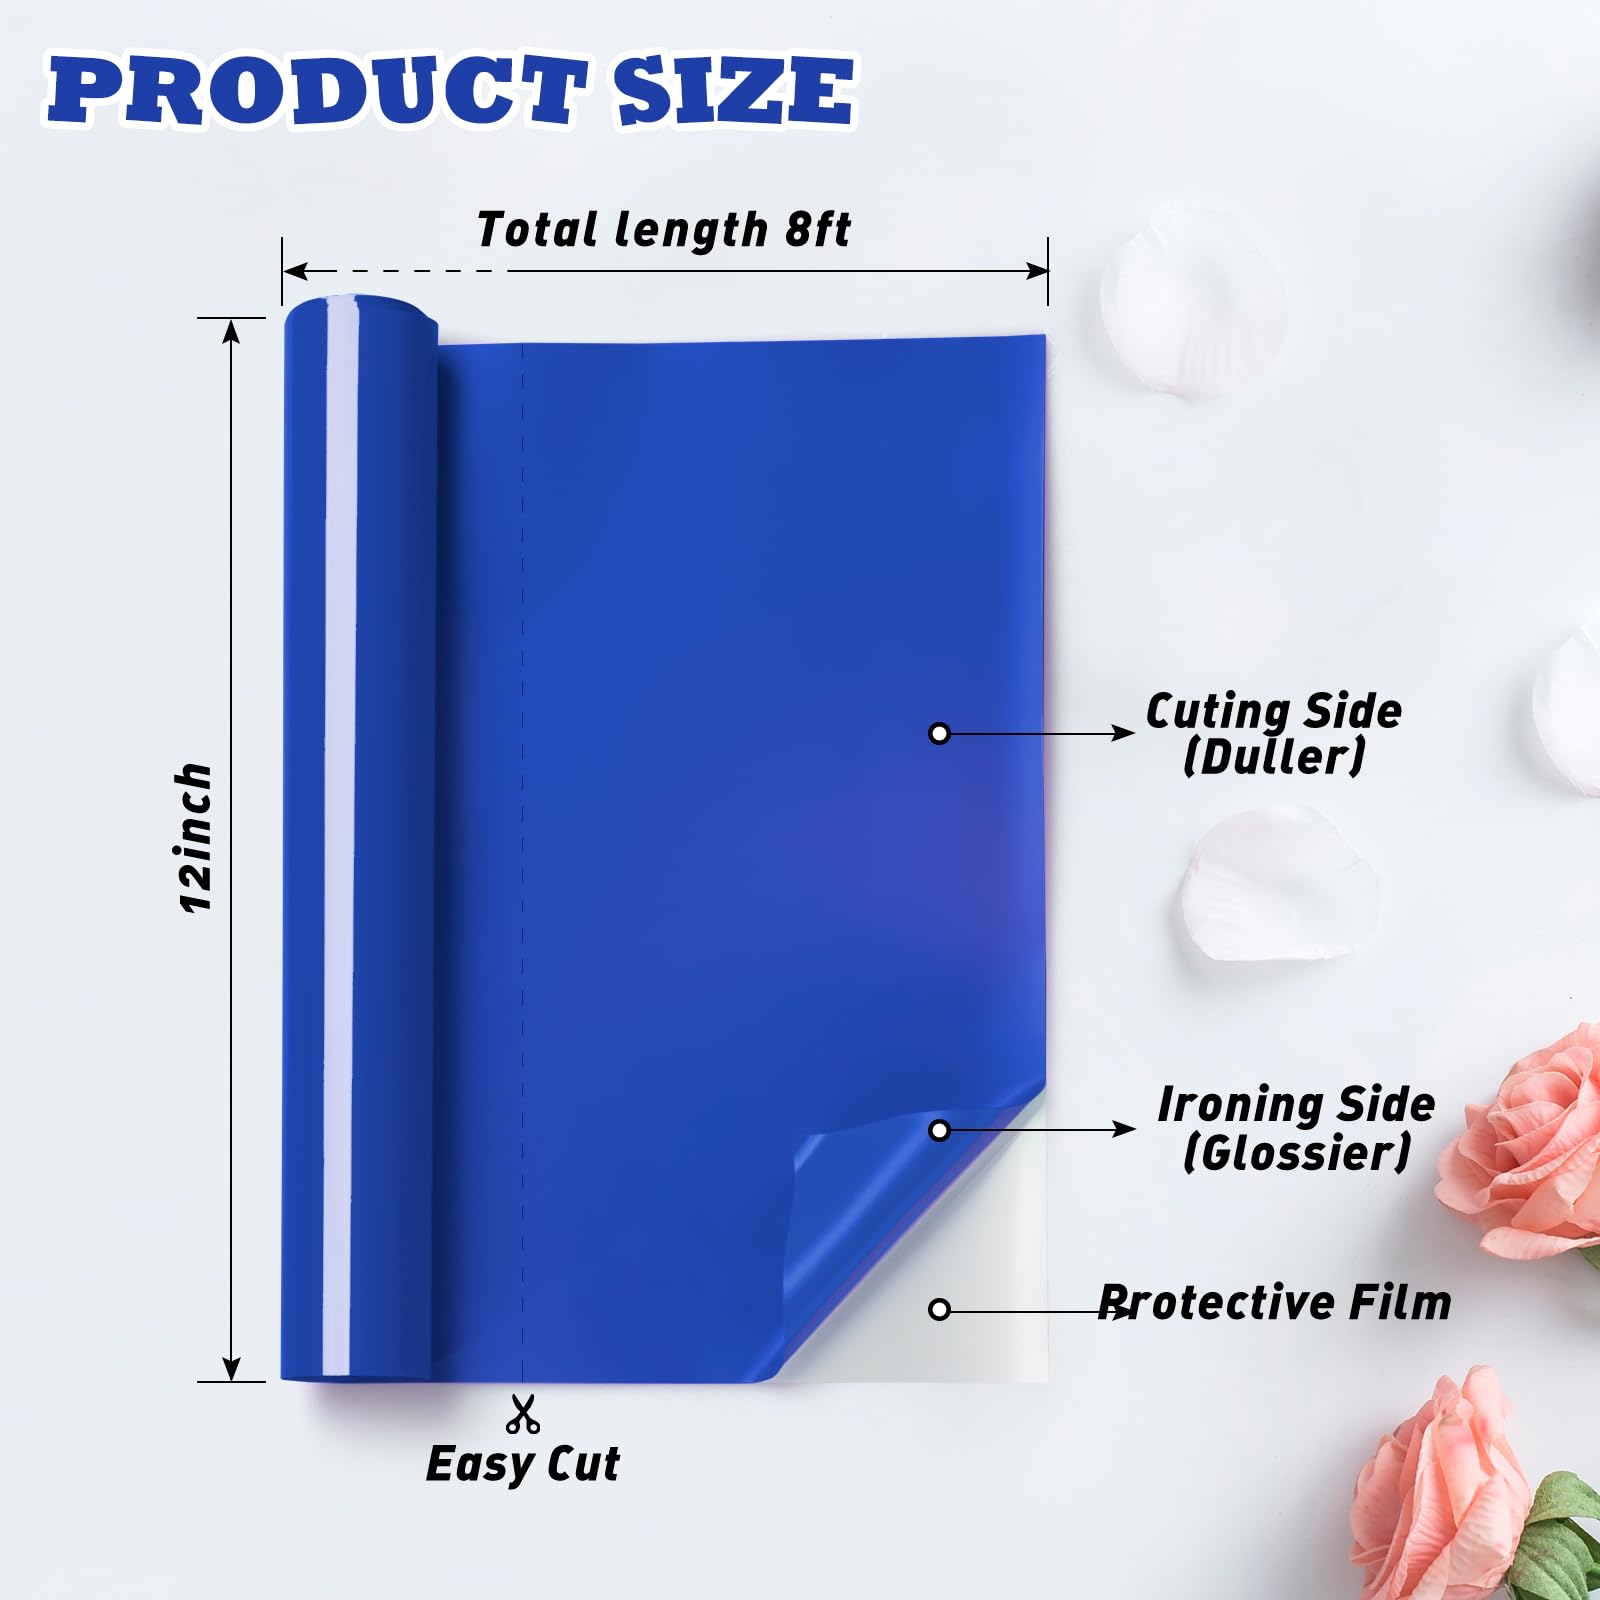 PRODUCT SIZE
Total length 8ft
12inch
Cuting Side
(Duller)
Ironing Side
(Glossier)
Protective Film
Easy Cut